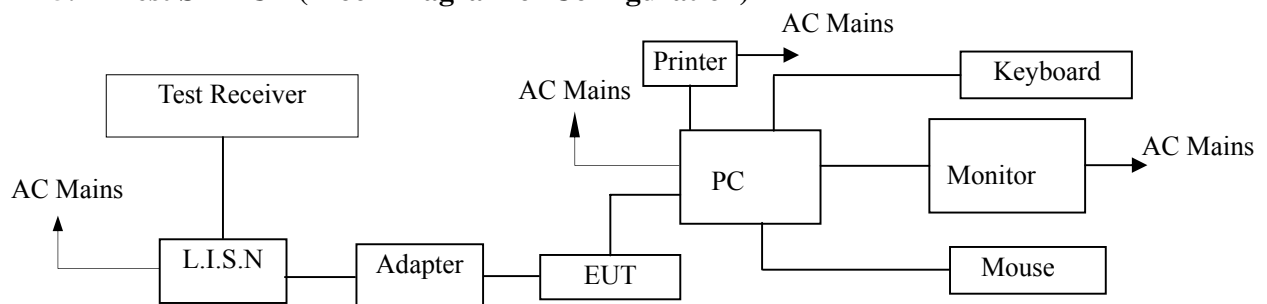 AC Mains
Printer
Keyboard
Test Receiver
AC Mains
AC Mains
PC
Monitor
AC Mains
L.I.S.N
Adapter
EUT
Mouse